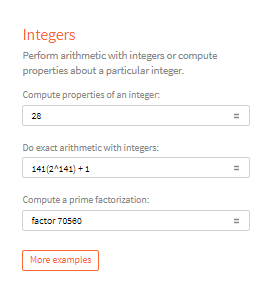 Integers
Perform arithmetic with integers or compute
properties about a particular integer.
Compute properties of an integer:
28
=
Do exact arithmetic with integers:
141(2^141) + 1
=
Compute a prime factorization:
factor 70560
=
More examples